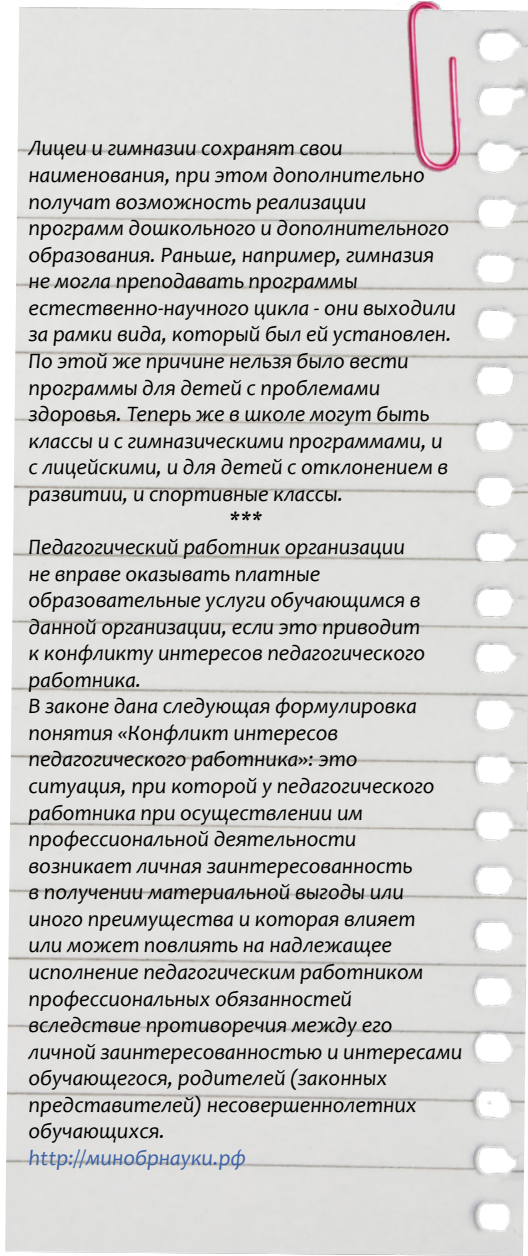 Лицеи и гимназии сохранят свои
наименования, при этом дополнительно
получат возможность реализации
программ дошкольного и дополнительного
образования. Раньше, например, гимназия
не могла преподавать программы
естественно-научного цикла - они выходили
за рамки вида, который был ей установлен.
По этой же причине нельзя было вести
программы для детей с проблемами
здоровья. Теперь же в школе могут быть
классы и с гимназическими программами, и
с лицейскими, и для детей с отклонением в
развитии, и спортивные классы.
***
Педагогический работник организации
не вправе оказывать платные
образовательные услуги обучающимся в
данной организации, если это приводит
к конфликту интересов педагогического
работника.
В законе дана следующая формулировка
понятия «Конфликт интересов
педагогического работника»: это
ситуация, при которой у педагогического
работника при осуществлении им
профессиональной деятельности
возникает личная заинтересованность
в получении материальной выгоды или
иного преимущества и которая влияет
или может повлиять на надлежащее
исполнение педагогическим работником
профессиональных обязанностей
вследствие противоречия между его
личной заинтересованностью и интересами
обучающегося, родителей (законных
представителей) несовершеннолетних
обучающихся.
http://минобрнауки.рф